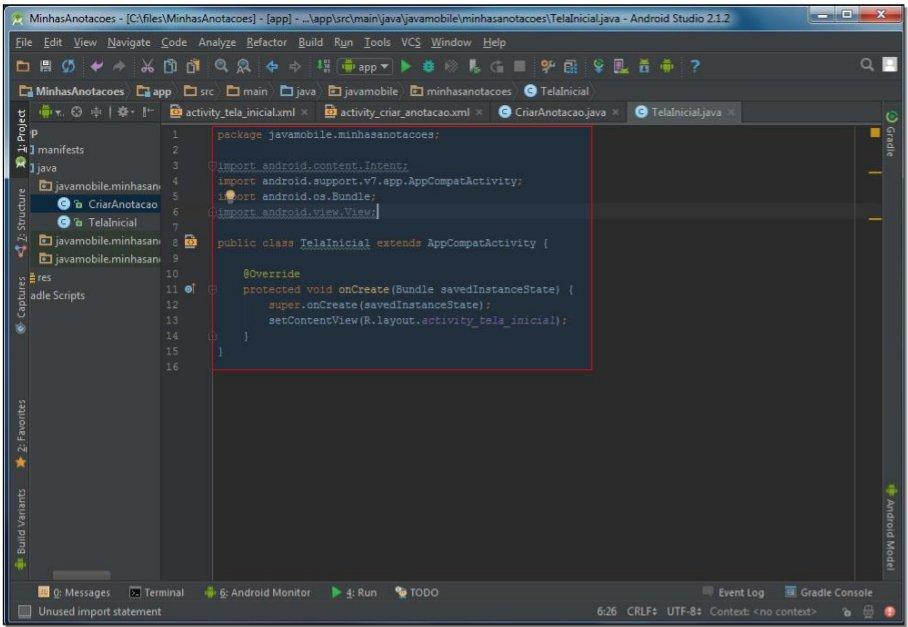 MinhasAnotacoes - [C:\files\MinhasAnotacoes] - [app] - ...\app\src\main\java\javamobile\minhasanotacoes\TelaInicial.java - Android Studio 2.1.2
File Edit View Navigate Code Analyze Refactor Build Run Tools VCS Window Help
app
MinhasAnotacoes app src main java javamobile minhasanotacoes TelaInicial
activity_tela_inicial.xml × activity_criar_anotacao.xml × CriarAnotacao.java × TelaInicial.java ×
1: Project
7: Structure
Captures
2: Favorites
Build Variants
p
manifests
java
javamobile.minhasan
CriarAnotacao
TelaInicial
javamobile.minhasan
javamobile.minhasan
res
adle Scripts
1 package javamobile.minhasanotacoes;
2
3 import android.content.Intent;
4 import android.support.v7.app.AppCompatActivity;
5 import android.os.Bundle;
6 import android.view.View;
7
8 public class TelaInicial extends AppCompatActivity {
9
10 @Override
11 protected void onCreate(Bundle savedInstanceState) {
12 super.onCreate(savedInstanceState);
13 setContentView(R.layout.activity_tela_inicial);
14 }
15 }
16
Gradle
Android Model
0: Messages Terminal 6: Android Monitor 4: Run TODO Event Log Gradle Console
Unused import statement 6:26 CRLF UTF-8 Context: <no context>